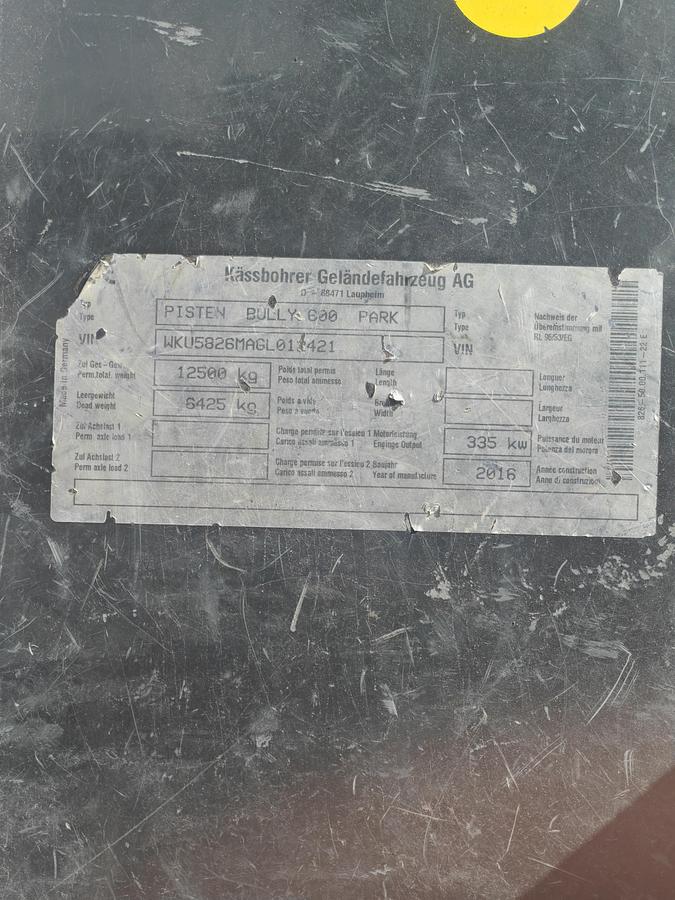 Kässbohrer Geländefahrzeug AG
D - 88471 Laupheim
Typ
Type
PISTEN BULLY 600 PARK
Typ
Type
Nachweis der
Übereinstimmung mit
RL 96/53/EG
VIN
WKU5826MAGL01 421
VIN
Zul Ges.-Gew.
Perm.total. weight
12500 kg
Poids total permis
Peso total ammesso
Länge
Length
Longuer
Lunghezza
Leergewicht
Dead weight
6425 kg
Poids a vide
Peso a vuoto
Width
Largeur
Larghezza
Zul Achslast 1
Perm axle load 1
Charge permise sur l'essieu 1
Carico assali ammesso 1
Motorleistung
Engine Output
335 kw
Puissance du moteur
Potenza del motore
Zul Achslast 2
Perm axle load 2
Charge permise sur l'essieu 2
Carico assali ammesso 2
Baujahr
Year of manufacture
2016
Année construction
Anno di costruzione
Made in Germany